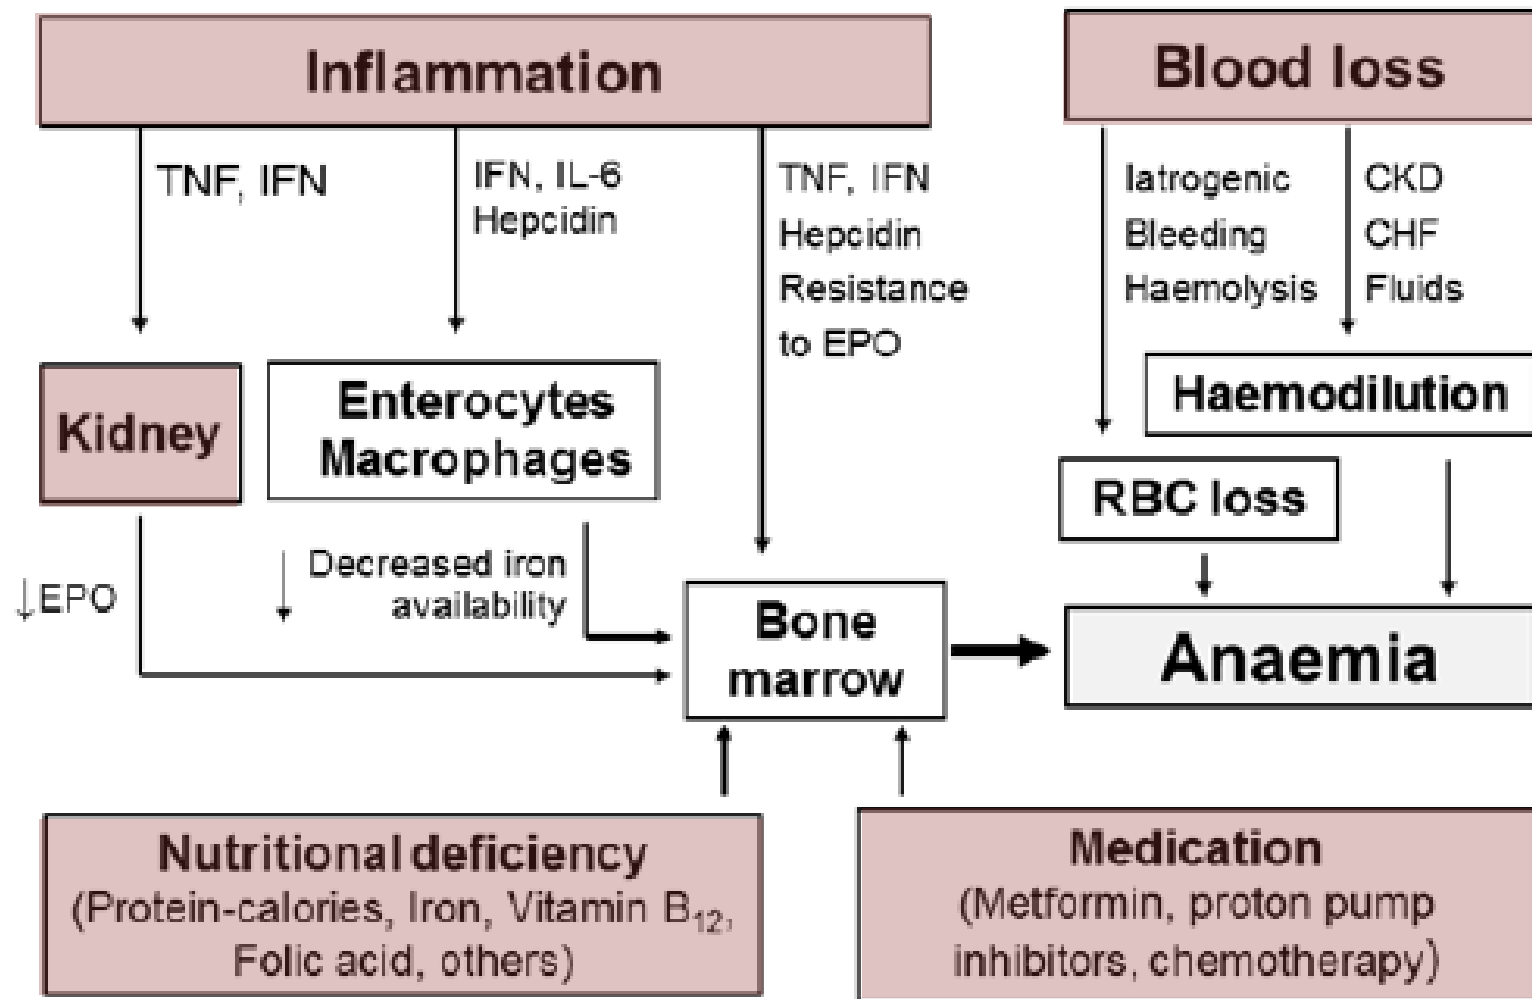 Inflammation
Blood loss
TNF, IFN
IFN, IL-6
Hepcidin
TNF, IFN
Hepcidin
Resistance
to EPO
Iatrogenic
Bleeding
Haemolysis
CKD
CHF
Fluids
Kidney
Enterocytes
Macrophages
Haemodilution
RBC loss
↓EPO
Decreased iron
availability
Bone
marrow
Anaemia
Nutritional deficiency
(Protein-calories, Iron, Vitamin B₁₂,
Folic acid, others)
Medication
(Metformin, proton pump
inhibitors, chemotherapy)